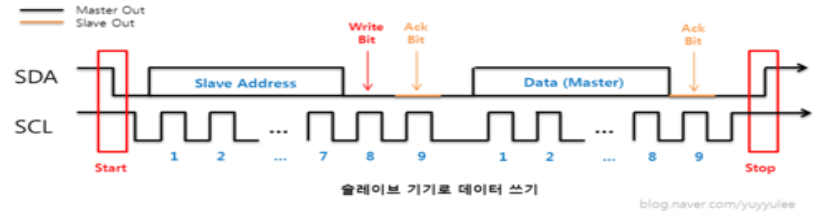 Master Out
Slave Out
Write Bit
Ack Bit
Ack Bit
SDA
Slave Address
Data (Master)
SCL
... ...
Start
1 2 ... 7 8 9 1 2 ... 8 9
Stop
슬레이브 기기로 데이터 쓰기
blog.naver.com/yuyyulee